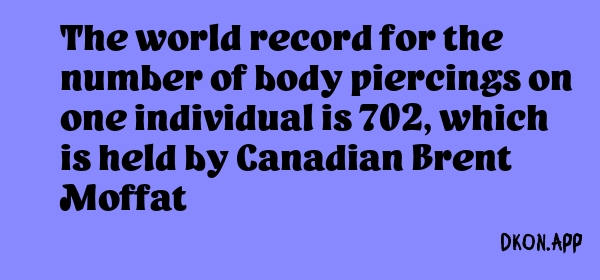 The world record for the
number of body piercings on
one individual is 702, which
is held by Canadian Brent
Moffat
DKON.APP